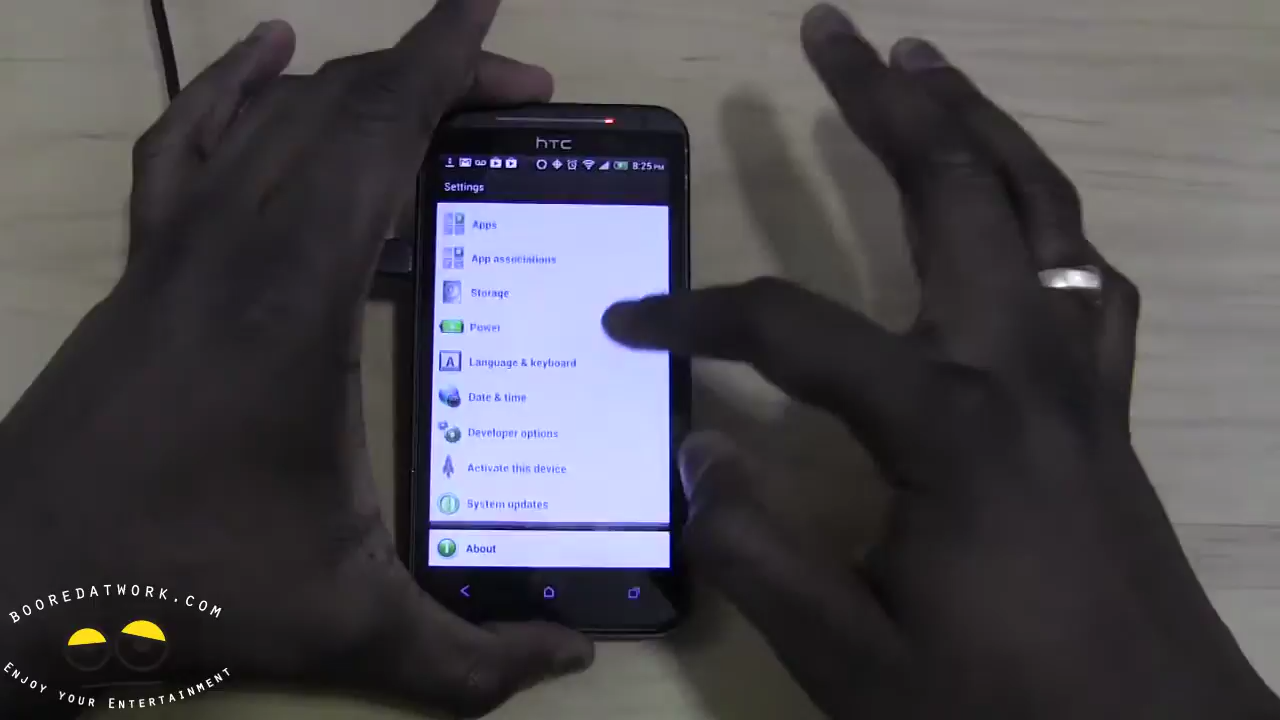 hTC
8:25 PM
Settings
Apps
App associations
Storage
Power
A Language & keyboard
Date & time
Developer options
Activate this device
System updates
About
BOOREDATWORK.COM
ENJOY YOUR ENTERTAINMENT